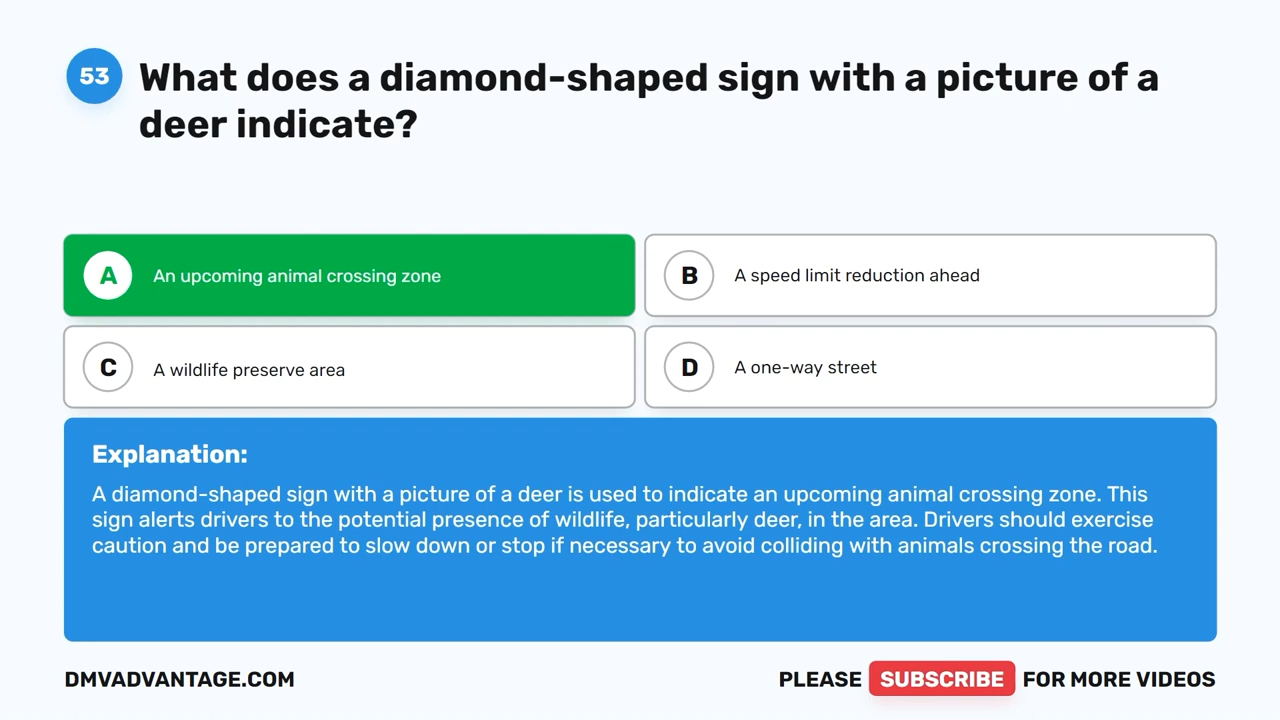 53
What does a diamond-shaped sign with a picture of a
deer indicate?
A An upcoming animal crossing zone
B A speed limit reduction ahead
C A wildlife preserve area
D A one-way street
Explanation:
A diamond-shaped sign with a picture of a deer is used to indicate an upcoming animal crossing zone. This
sign alerts drivers to the potential presence of wildlife, particularly deer, in the area. Drivers should exercise
caution and be prepared to slow down or stop if necessary to avoid colliding with animals crossing the road.
DMVADVANTAGE.COM
PLEASE SUBSCRIBE FOR MORE VIDEOS